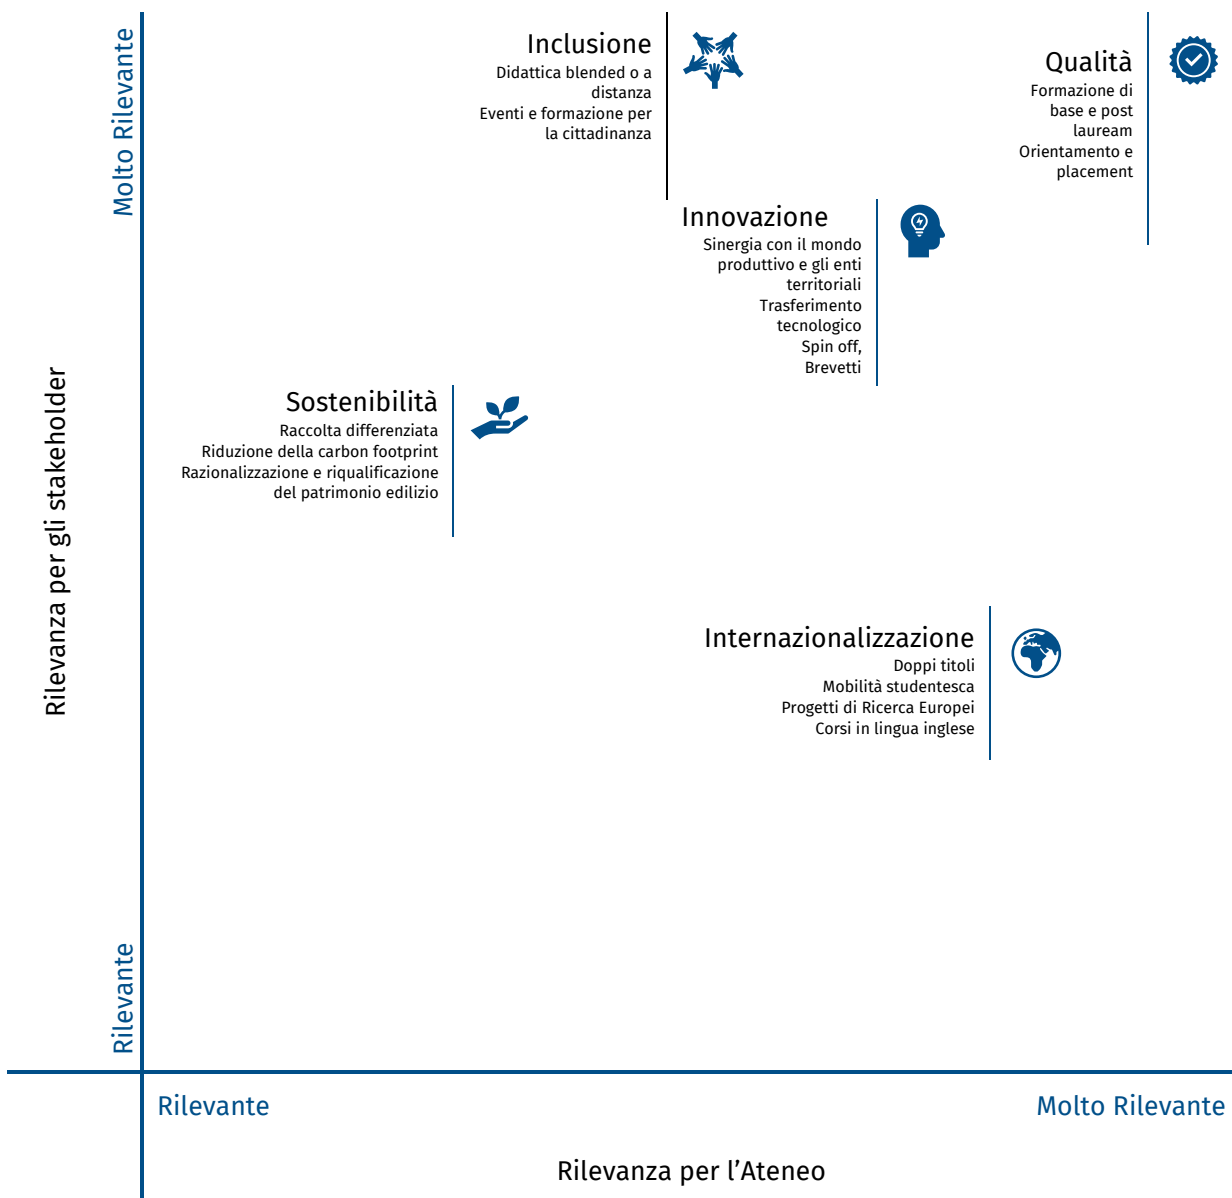 Molto Rilevante
Rilevanza per gli stakeholder
Rilevante
Inclusione
Didattica blended o a
distanza
Eventi e formazione per
la cittadinanza
Qualità
Formazione di
base e post
lauream
Orientamento e
placement
Innovazione
Sinergia con il mondo
produttivo e gli enti
territoriali
Trasferimento
tecnologico
Spin off,
Brevetti
Sostenibilità
Raccolta differenziata
Riduzione della carbon footprint
Razionalizzazione e riqualificazione
del patrimonio edilizio
Internazionalizzazione
Doppi titoli
Mobilità studentesca
Progetti di Ricerca Europei
Corsi in lingua inglese
Rilevante
Molto Rilevante
Rilevanza per l’Ateneo